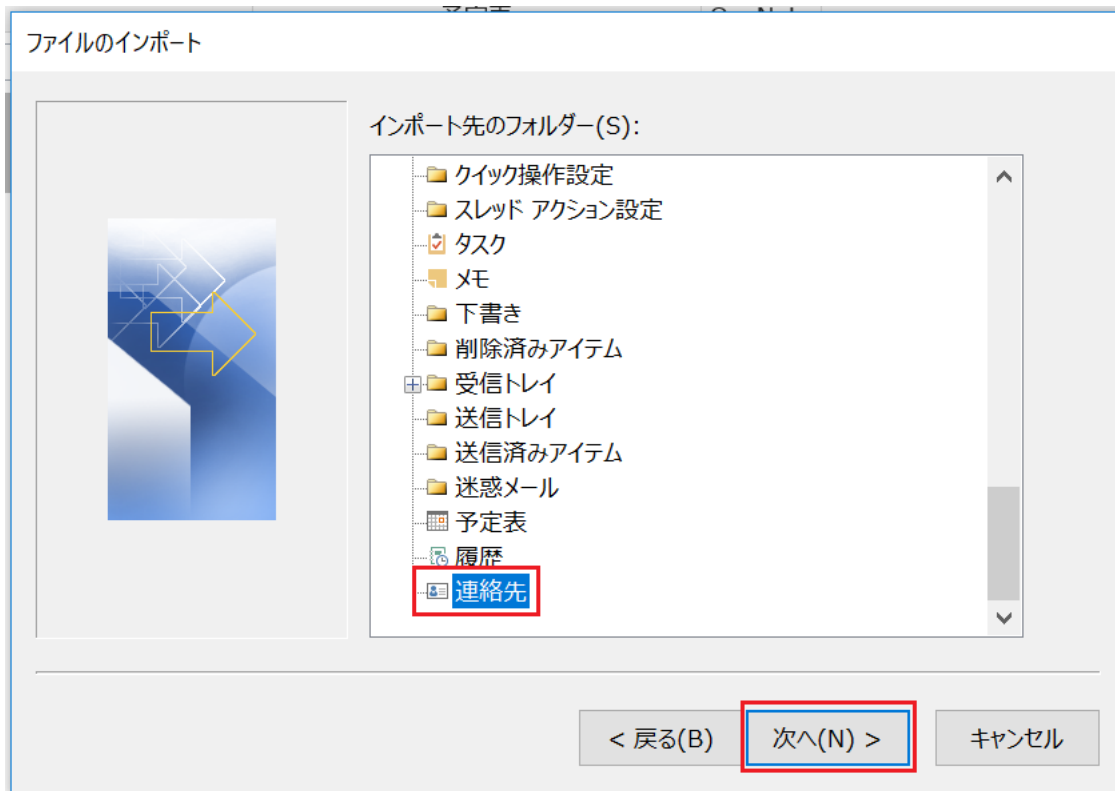 ファイルのインポート
インポート先のフォルダー(S):
クイック操作設定
スレッド アクション設定
タスク
メモ
下書き
削除済みアイテム
受信トレイ
送信トレイ
送信済みアイテム
迷惑メール
予定表
履歴
連絡先
< 戻る(B) 次へ(N) > キャンセル